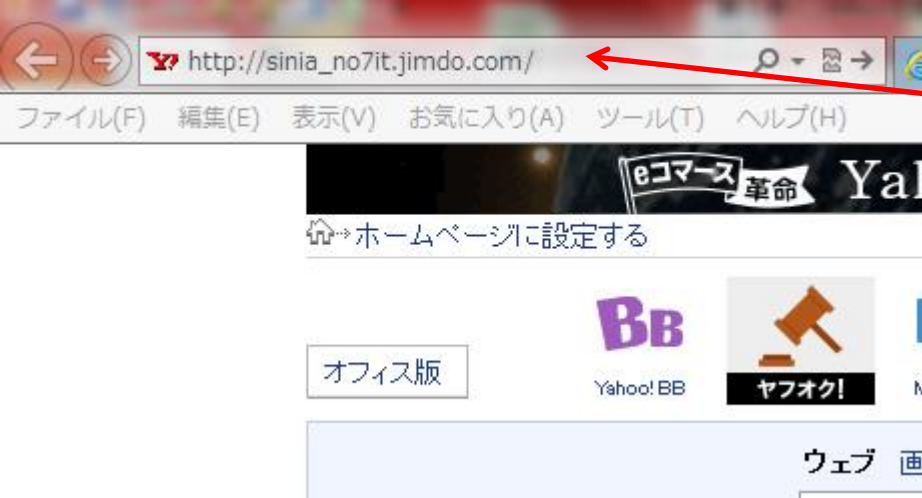 http://sinia_no7it.jimdo.com/
ファイル(F) 編集(E) 表示(V) お気に入り(A) ツール(T) ヘルプ(H)
eコマース革命 Ya
ホームページに設定する
BB
オフィス版
Yahoo! BB ヤフオク!
ウェブ 画